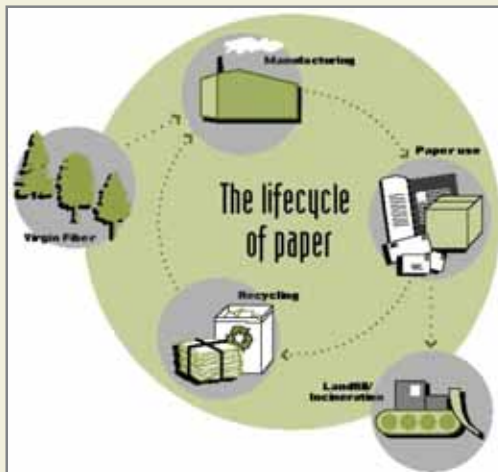 Manufacturing
Paper use
Virgin Fiber
The lifecycle
of paper
Recycling
Landfill/
Incineration